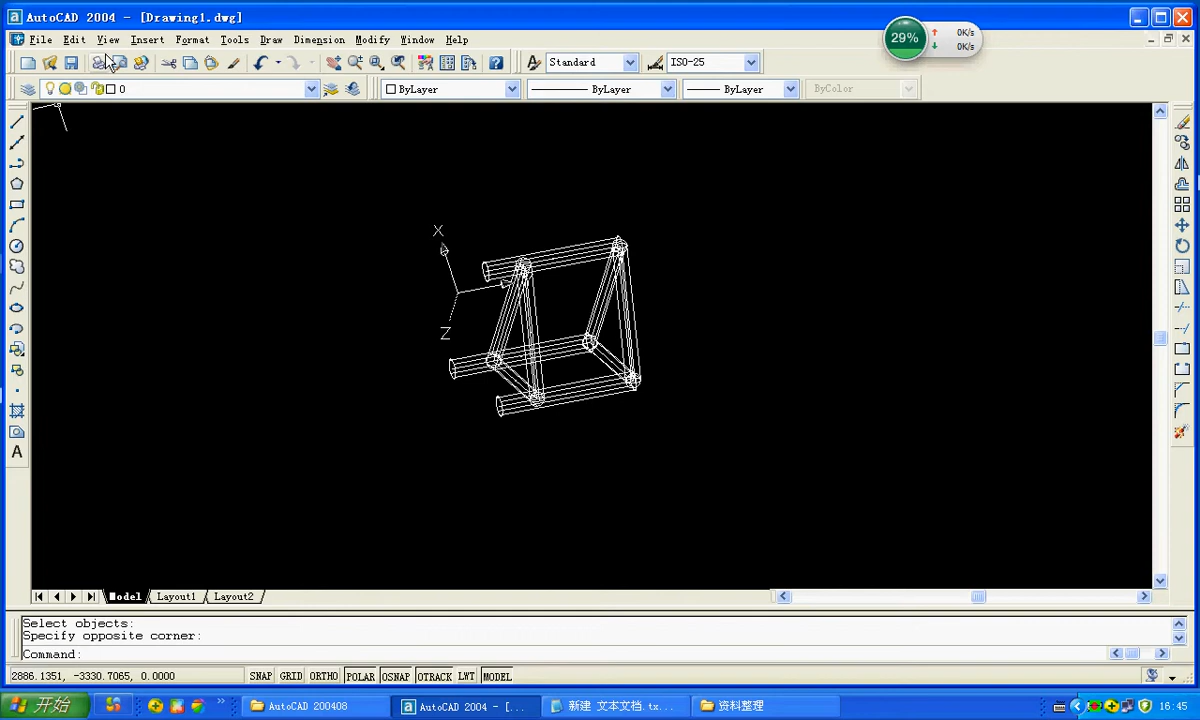 AutoCAD 2004 - [Drawing1.dwg]
29% 0K/s
0K/s
File Edit View Insert Format Tools Draw Dimension Modify Window Help
Standard ISO-25
0 ByLayer ByLayer ByLayer ByColor
X
Z
Model Layout1 Layout2
Select objects:
Specify opposite corner:
Command:
2886.1351, -3330.7065, 0.0000 SNAP GRID ORTHO POLAR OSNAP OTRACK LWT MODEL
开始 AutoCAD 200408 AutoCAD 2004 - [... 新建 文本文档.tx... 资料整理 16:45